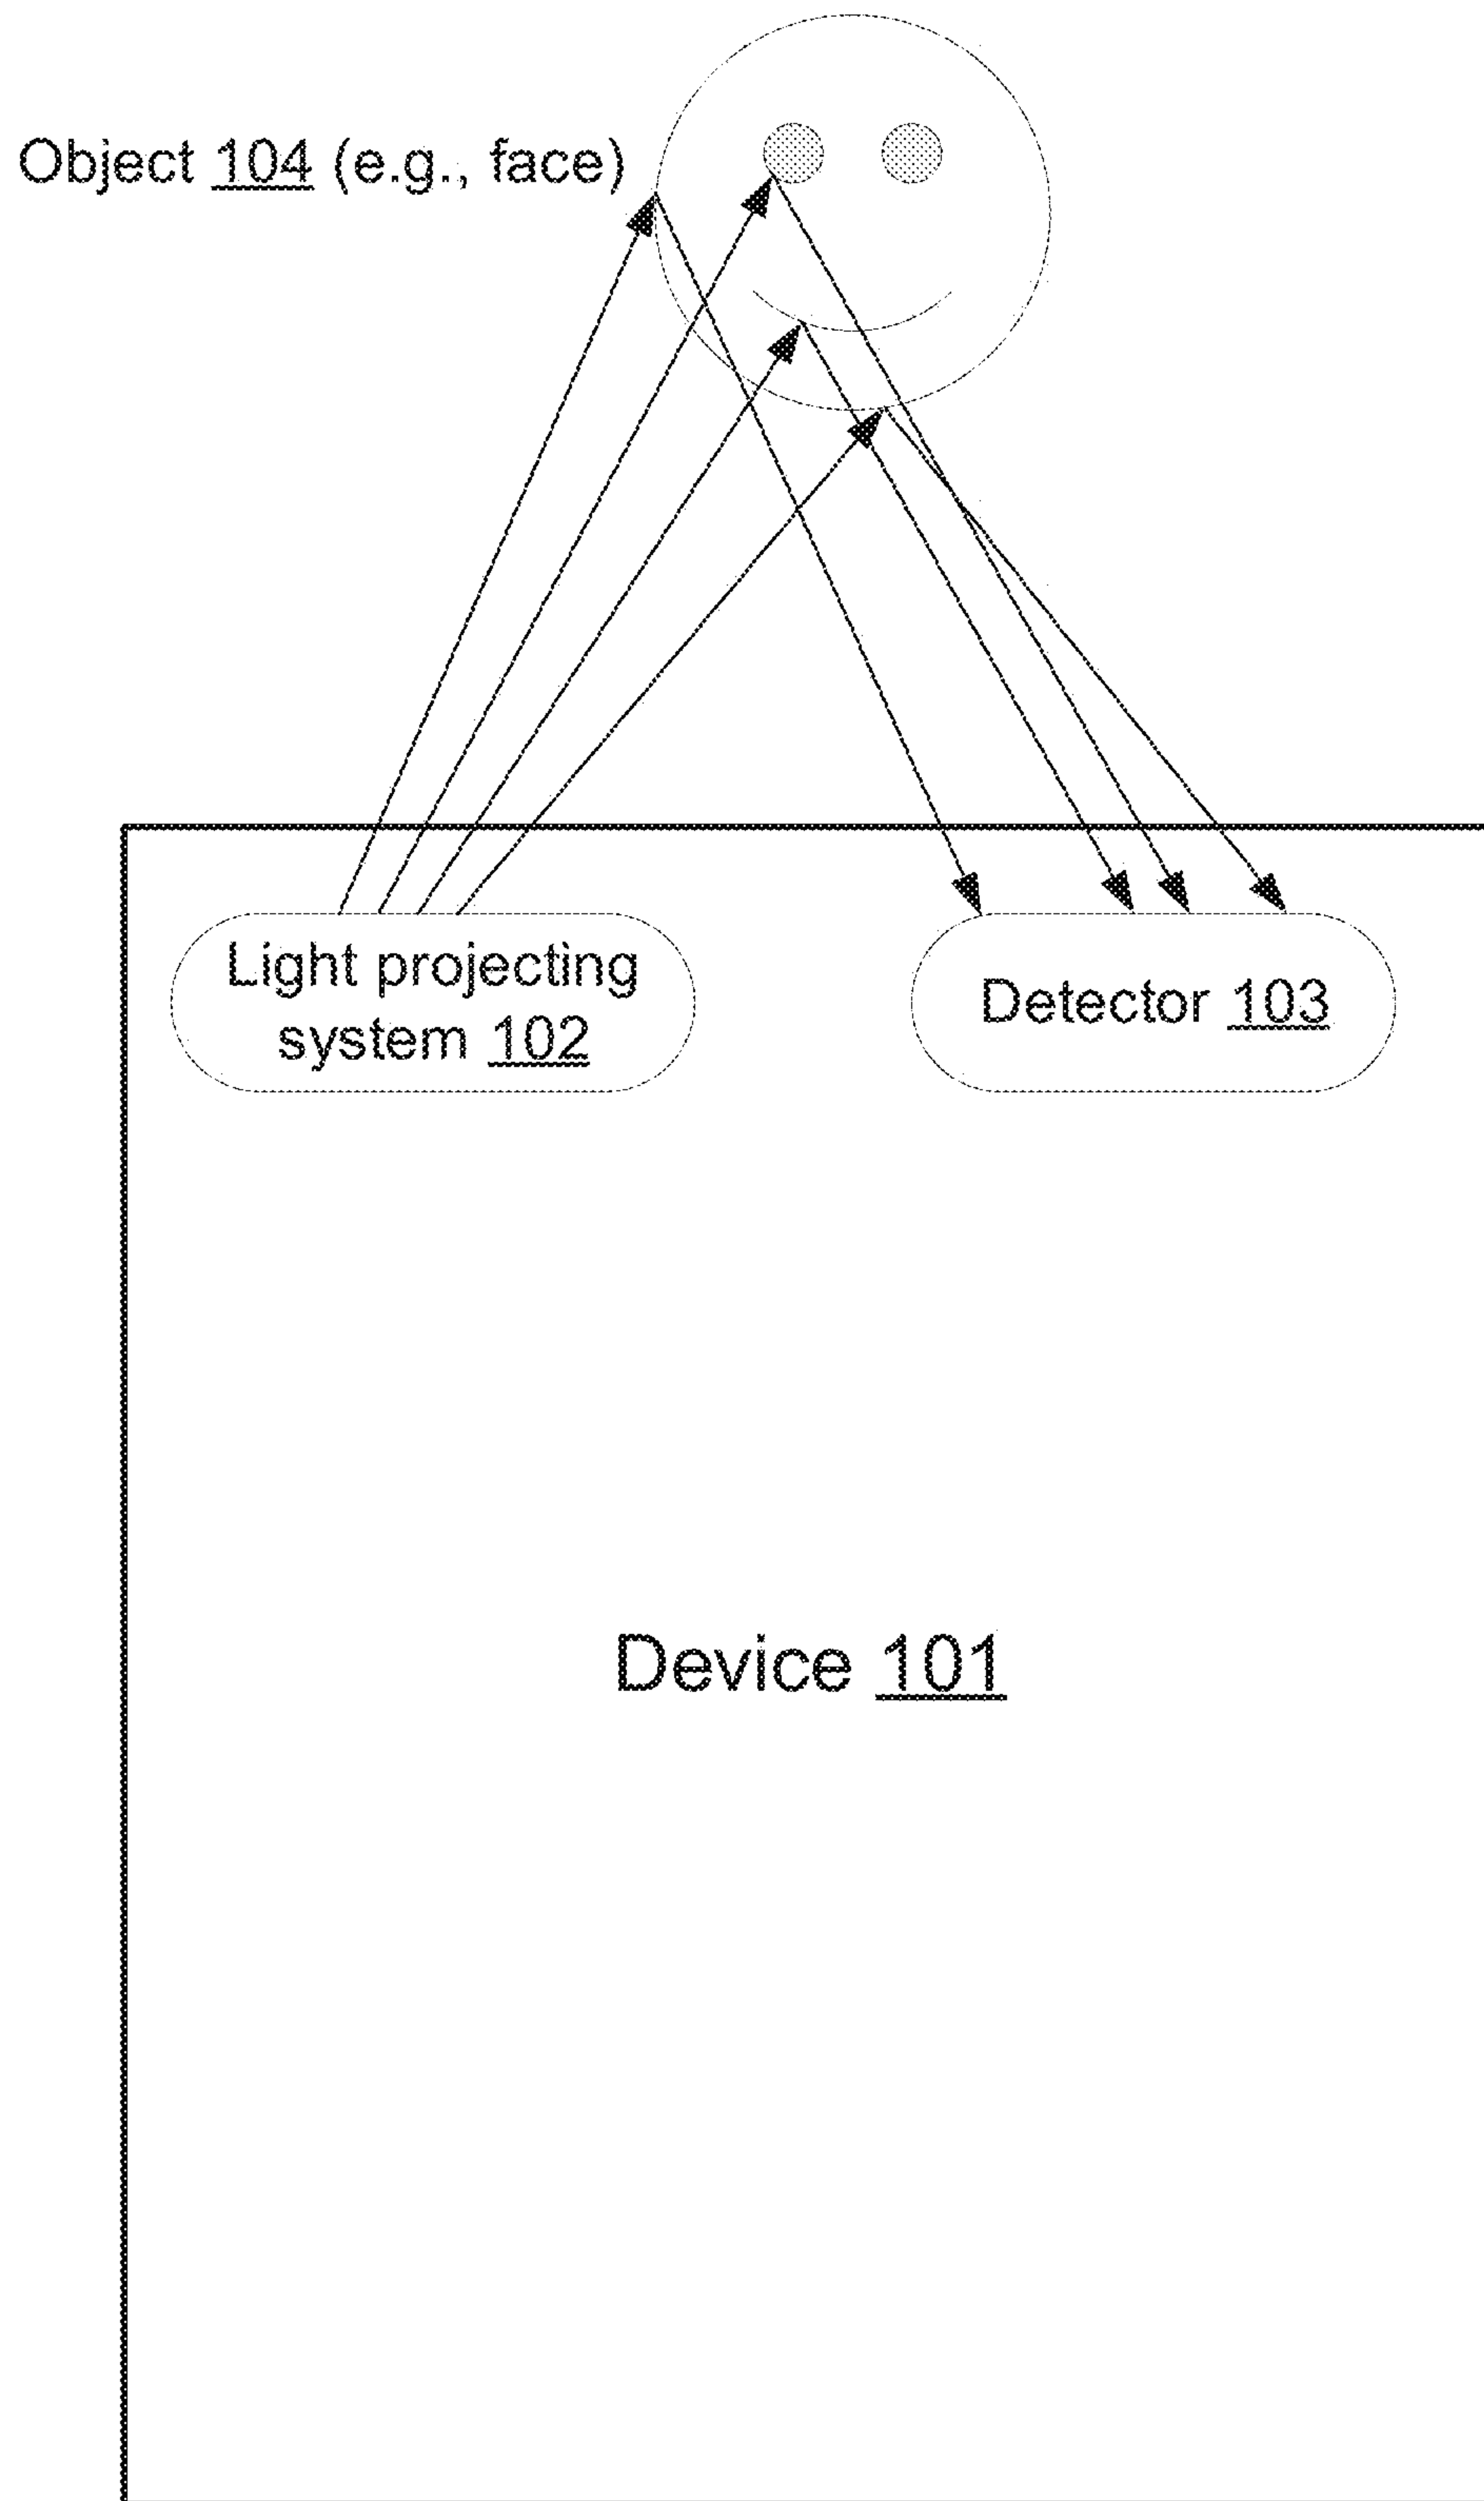 Object 104 (e.g., face)
Light projecting
system 102
Detector 103
Device 101